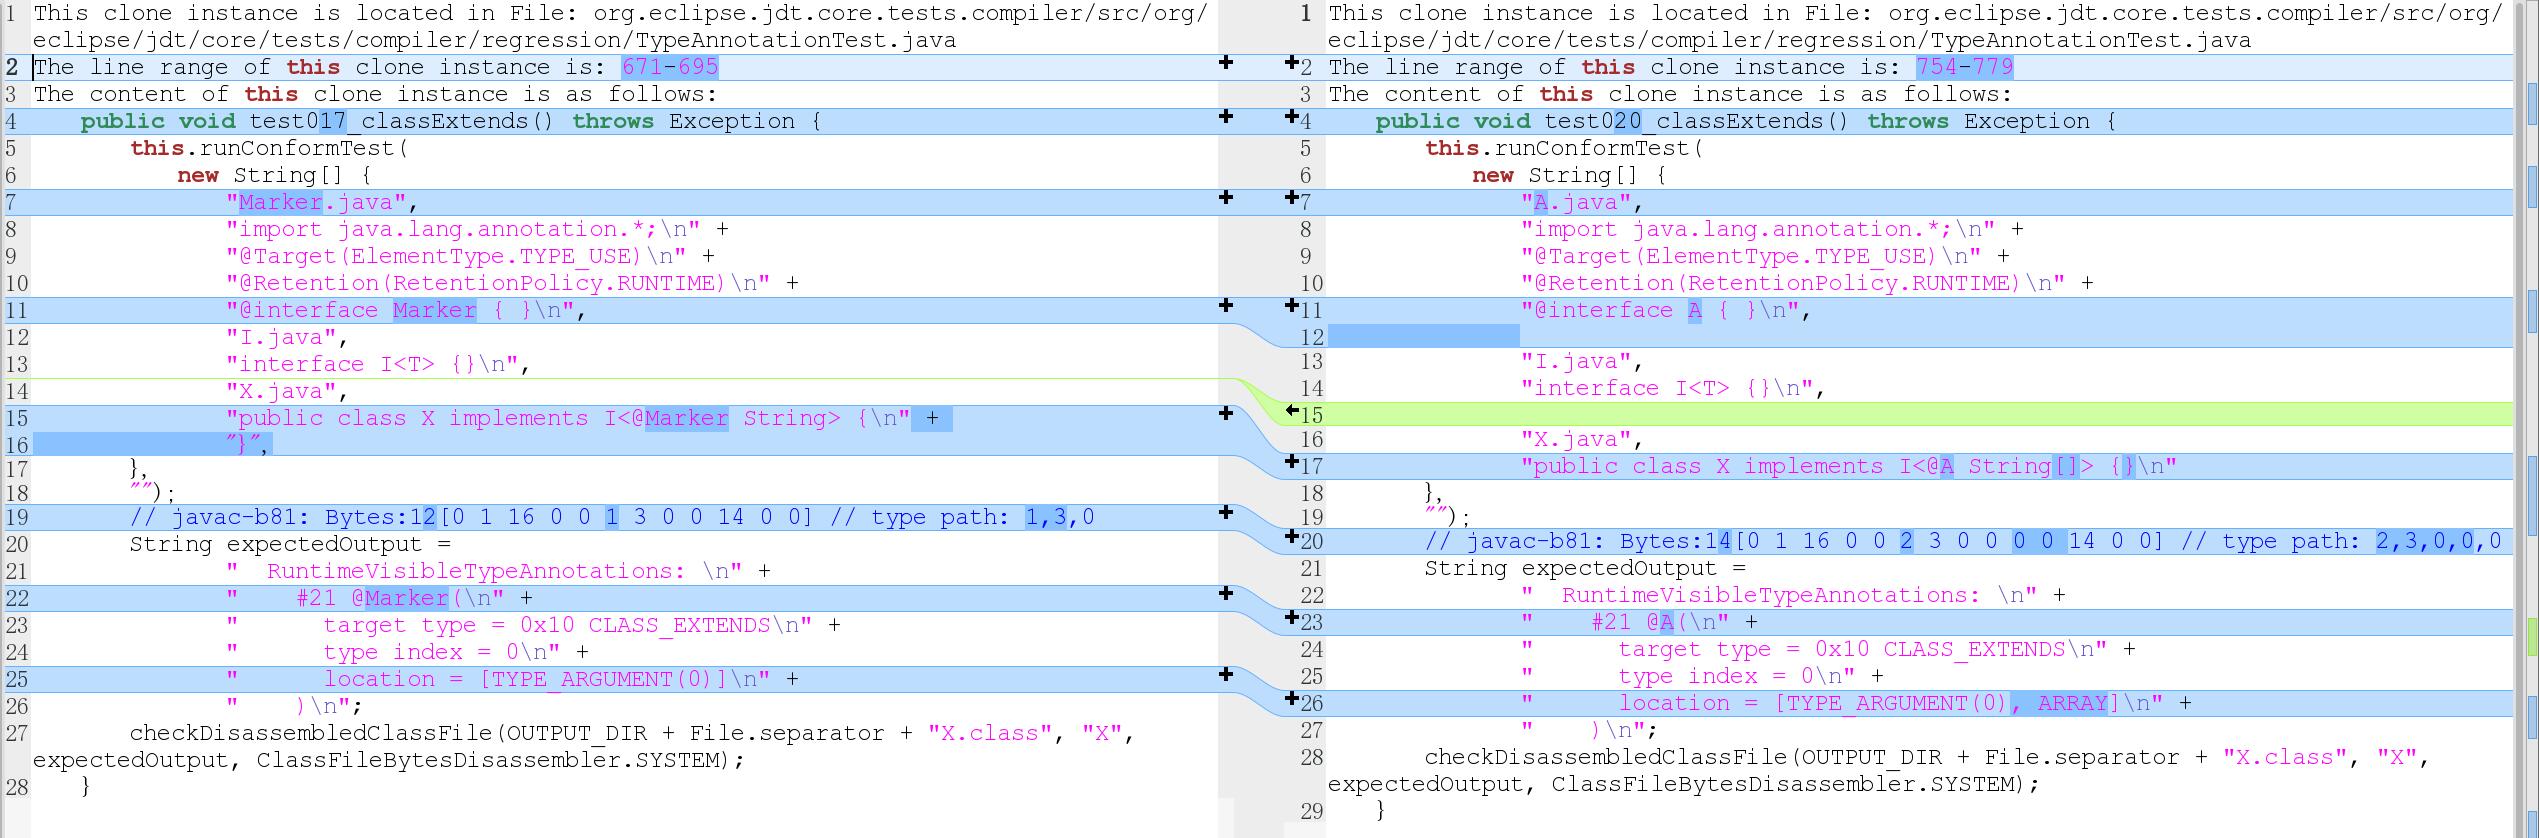 1 This clone instance is located in File: org.eclipse.jdt.core.tests.compiler/src/org/
eclipse/jdt/core/tests/compiler/regression/TypeAnnotationTest.java
2 The line range of this clone instance is: 671-695
3 The content of this clone instance is as follows:
4 public void test017_classExtends() throws Exception {
5 this.runConformTest(
6 new String[] {
7 "Marker.java",
8 "import java.lang.annotation.*;\n" +
9 "@Target(ElementType.TYPE_USE)\n" +
10 "@Retention(RetentionPolicy.RUNTIME)\n" +
11 "@interface Marker { }\n",
12 "I.java",
13 "interface I<T> {}\n",
14 "X.java",
15 "public class X implements I<@Marker String> {\n" +
16 "}",
17 },
18 "");
19 // javac-b81: Bytes:12[0 1 16 0 0 1 3 0 0 14 0 0] // type path: 1,3,0
20 String expectedOutput =
21 "  RuntimeVisibleTypeAnnotations: \n" +
22 "    #21 @Marker(\n" +
23 "      target type = 0x10 CLASS_EXTENDS\n" +
24 "      type index = 0\n" +
25 "      location = [TYPE_ARGUMENT(0)]\n" +
26 "    )\n";
27 checkDisassembledClassFile(OUTPUT_DIR + File.separator + "X.class", "X",
expectedOutput, ClassFileBytesDisassembler.SYSTEM);
28 }
1 This clone instance is located in File: org.eclipse.jdt.core.tests.compiler/src/org/
eclipse/jdt/core/tests/compiler/regression/TypeAnnotationTest.java
2 The line range of this clone instance is: 754-779
3 The content of this clone instance is as follows:
4 public void test020_classExtends() throws Exception {
5 this.runConformTest(
6 new String[] {
7 "A.java",
8 "import java.lang.annotation.*;\n" +
9 "@Target(ElementType.TYPE_USE)\n" +
10 "@Retention(RetentionPolicy.RUNTIME)\n" +
11 "@interface A { }\n",
12
13 "I.java",
14 "interface I<T> {}\n",
15
16 "X.java",
17 "public class X implements I<@A String[]> {}\n"
18 },
19 "");
20 // javac-b81: Bytes:14[0 1 16 0 0 2 3 0 0 0 0 14 0 0] // type path: 2,3,0,0,0
21 String expectedOutput =
22 "  RuntimeVisibleTypeAnnotations: \n" +
23 "    #21 @A(\n" +
24 "      target type = 0x10 CLASS_EXTENDS\n" +
25 "      type index = 0\n" +
26 "      location = [TYPE_ARGUMENT(0), ARRAY]\n" +
27 "    )\n";
28 checkDisassembledClassFile(OUTPUT_DIR + File.separator + "X.class", "X",
expectedOutput, ClassFileBytesDisassembler.SYSTEM);
29 }